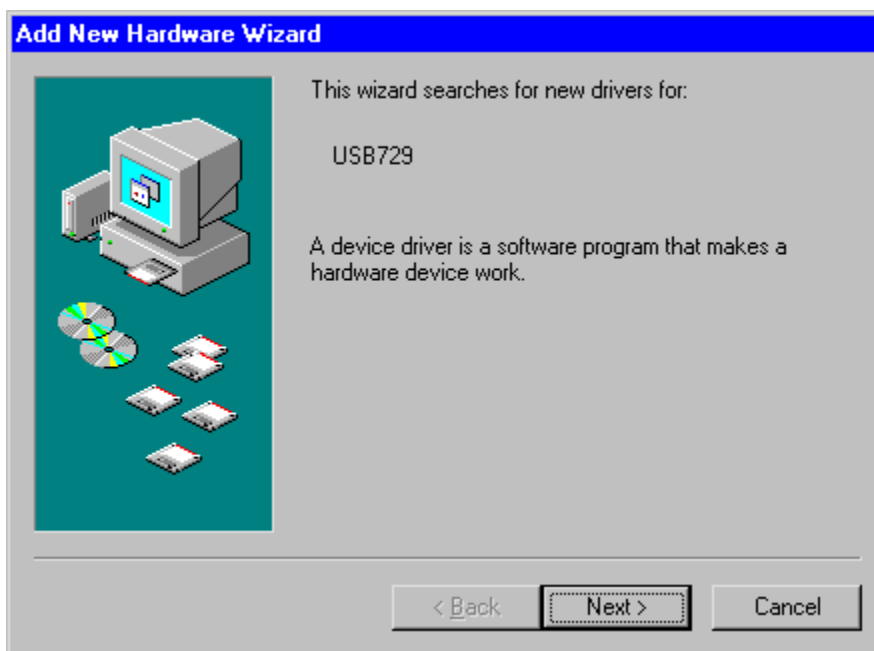 Add New Hardware Wizard
This wizard searches for new drivers for:
USB729
A device driver is a software program that makes a
hardware device work.
< Back
Next >
Cancel